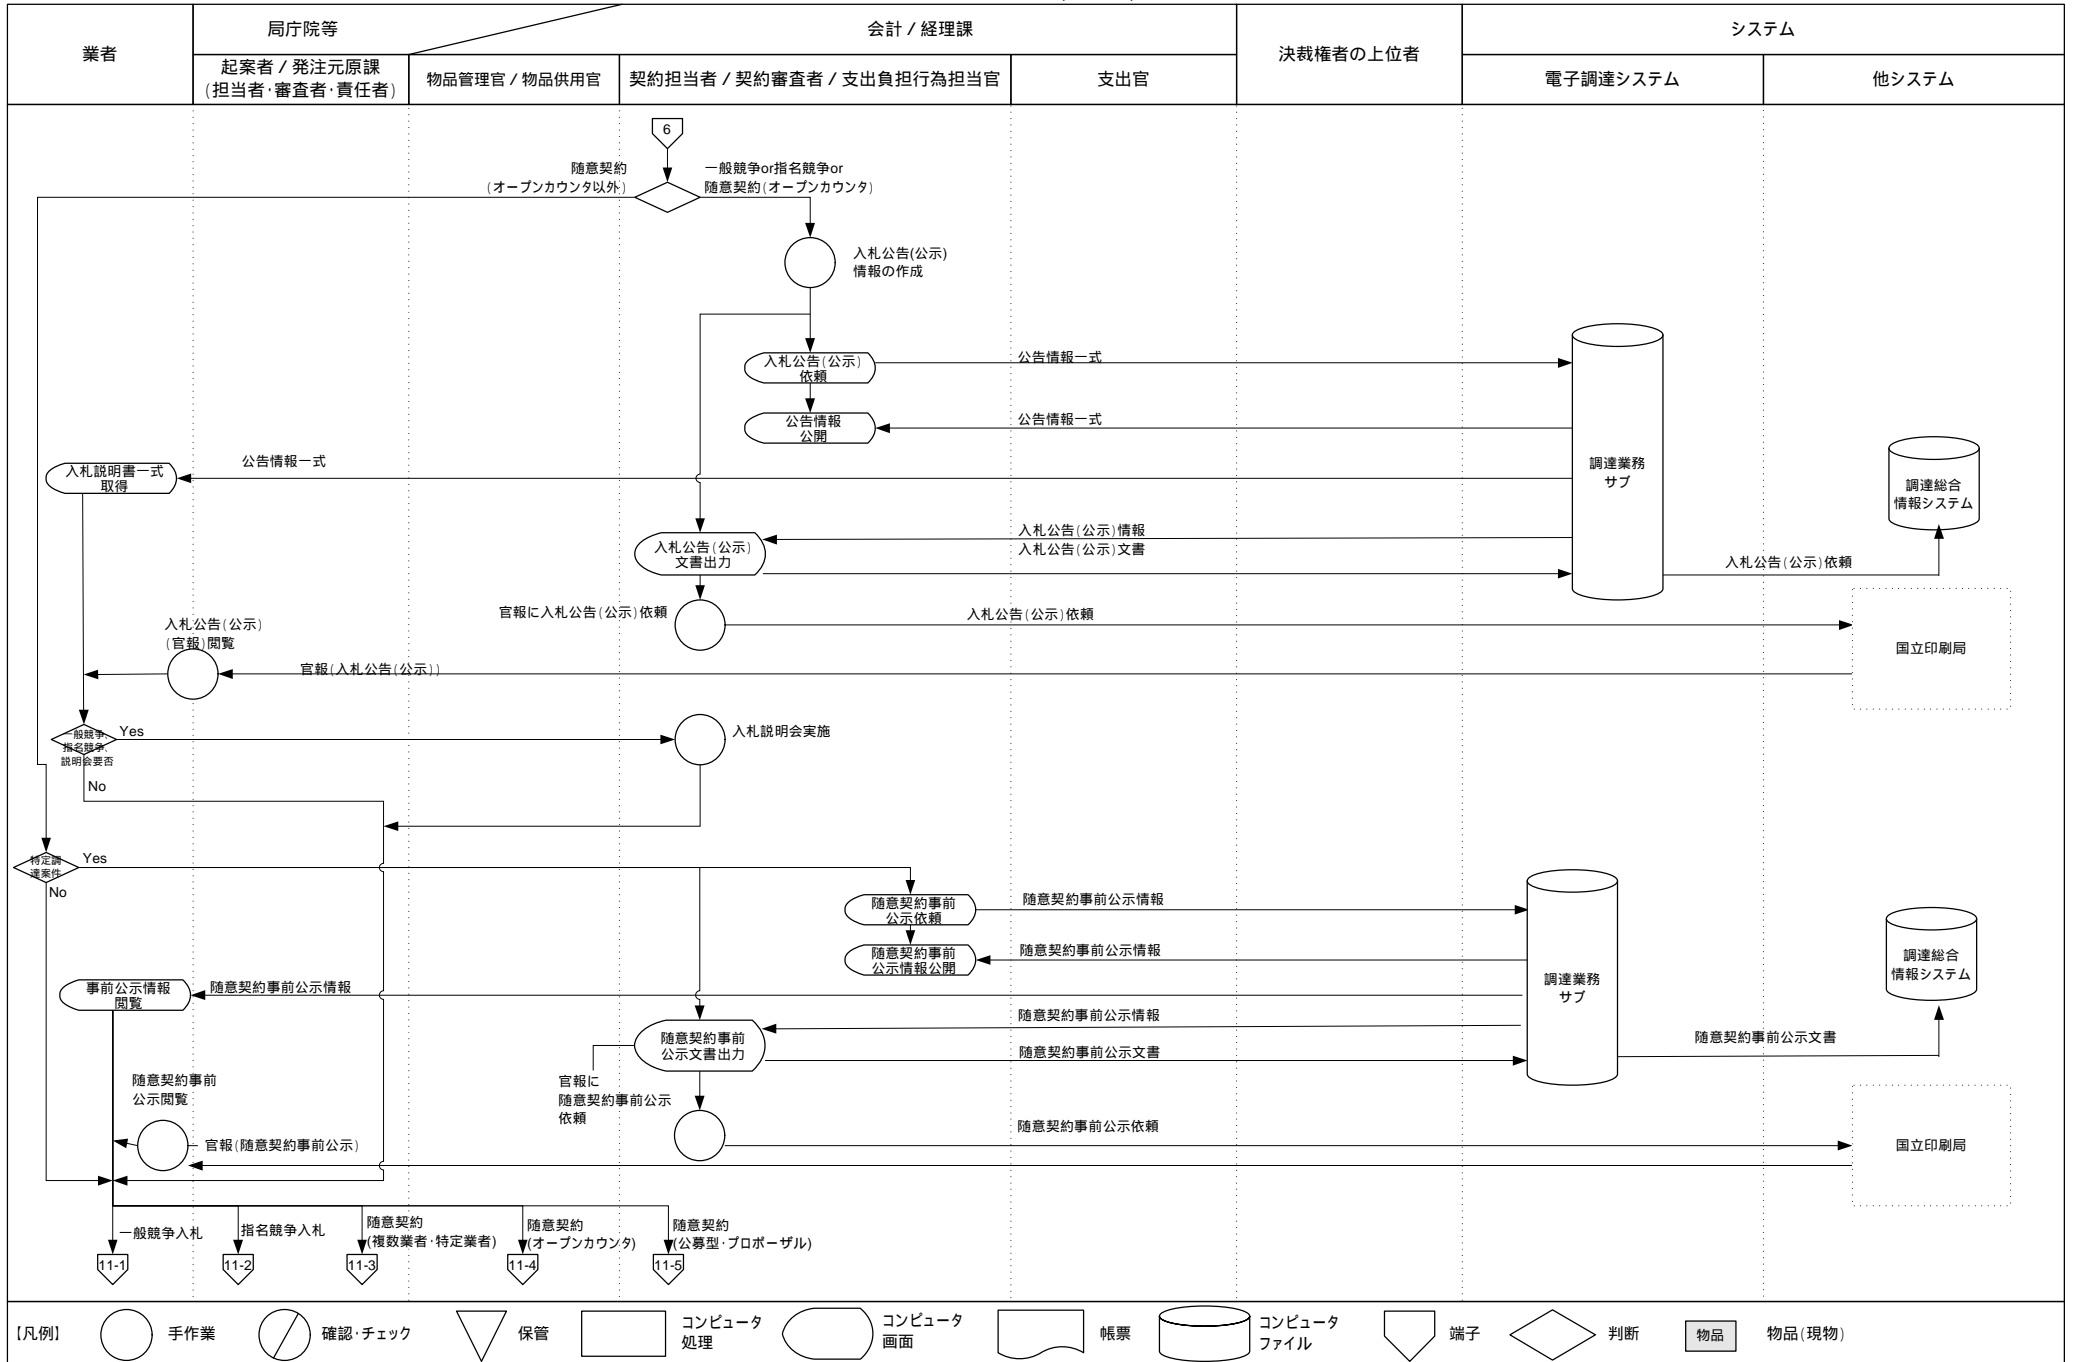 業者
局庁院等
会計 / 経理課
決裁権者の上位者
システム
起案者 / 発注元原課
(担当者･審査者･責任者)
物品管理官 / 物品供用官
契約担当者 / 契約審査者 / 支出負担行為担当官
支出官
電子調達システム
他システム
6
随意契約
(オープンカウンタ以外)
一般競争or指名競争or
随意契約(オープンカウンタ)
入札公告(公示)
情報の作成
入札公告(公示)
依頼
公告情報一式
公告情報
公開
公告情報一式
入札説明書一式
取得
公告情報一式
調達業務
サブ
調達総合
情報システム
入札公告(公示)
文書出力
入札公告(公示)情報
入札公告(公示)文書
入札公告(公示)依頼
官報に入札公告(公示)依頼
入札公告(公示)依頼
入札公告(公示)
(官報)閲覧
官報(入札公告(公示))
国立印刷局
一般競争、
指名競争、
説明会要否
Yes
No
入札説明会実施
特定調
達案件
Yes
No
随意契約事前
公示依頼
随意契約事前公示情報
随意契約事前
公示情報公開
随意契約事前公示情報
事前公示情報
閲覧
随意契約事前公示情報
調達業務
サブ
調達総合
情報システム
随意契約事前
公示文書出力
随意契約事前公示情報
随意契約事前公示文書
随意契約事前公示文書
官報に
随意契約事前公示
依頼
随意契約事前
公示閲覧
官報(随意契約事前公示)
随意契約事前公示依頼
国立印刷局
一般競争入札
指名競争入札
随意契約
(複数業者･特定業者)
随意契約
(オープンカウンタ)
随意契約
(公募型･プロポーザル)
11-1
11-2
11-3
11-4
11-5
【凡例】
手作業
確認･チェック
保管
コンピュータ
処理
コンピュータ
画面
帳票
コンピュータ
ファイル
端子
判断
物品
物品(現物)